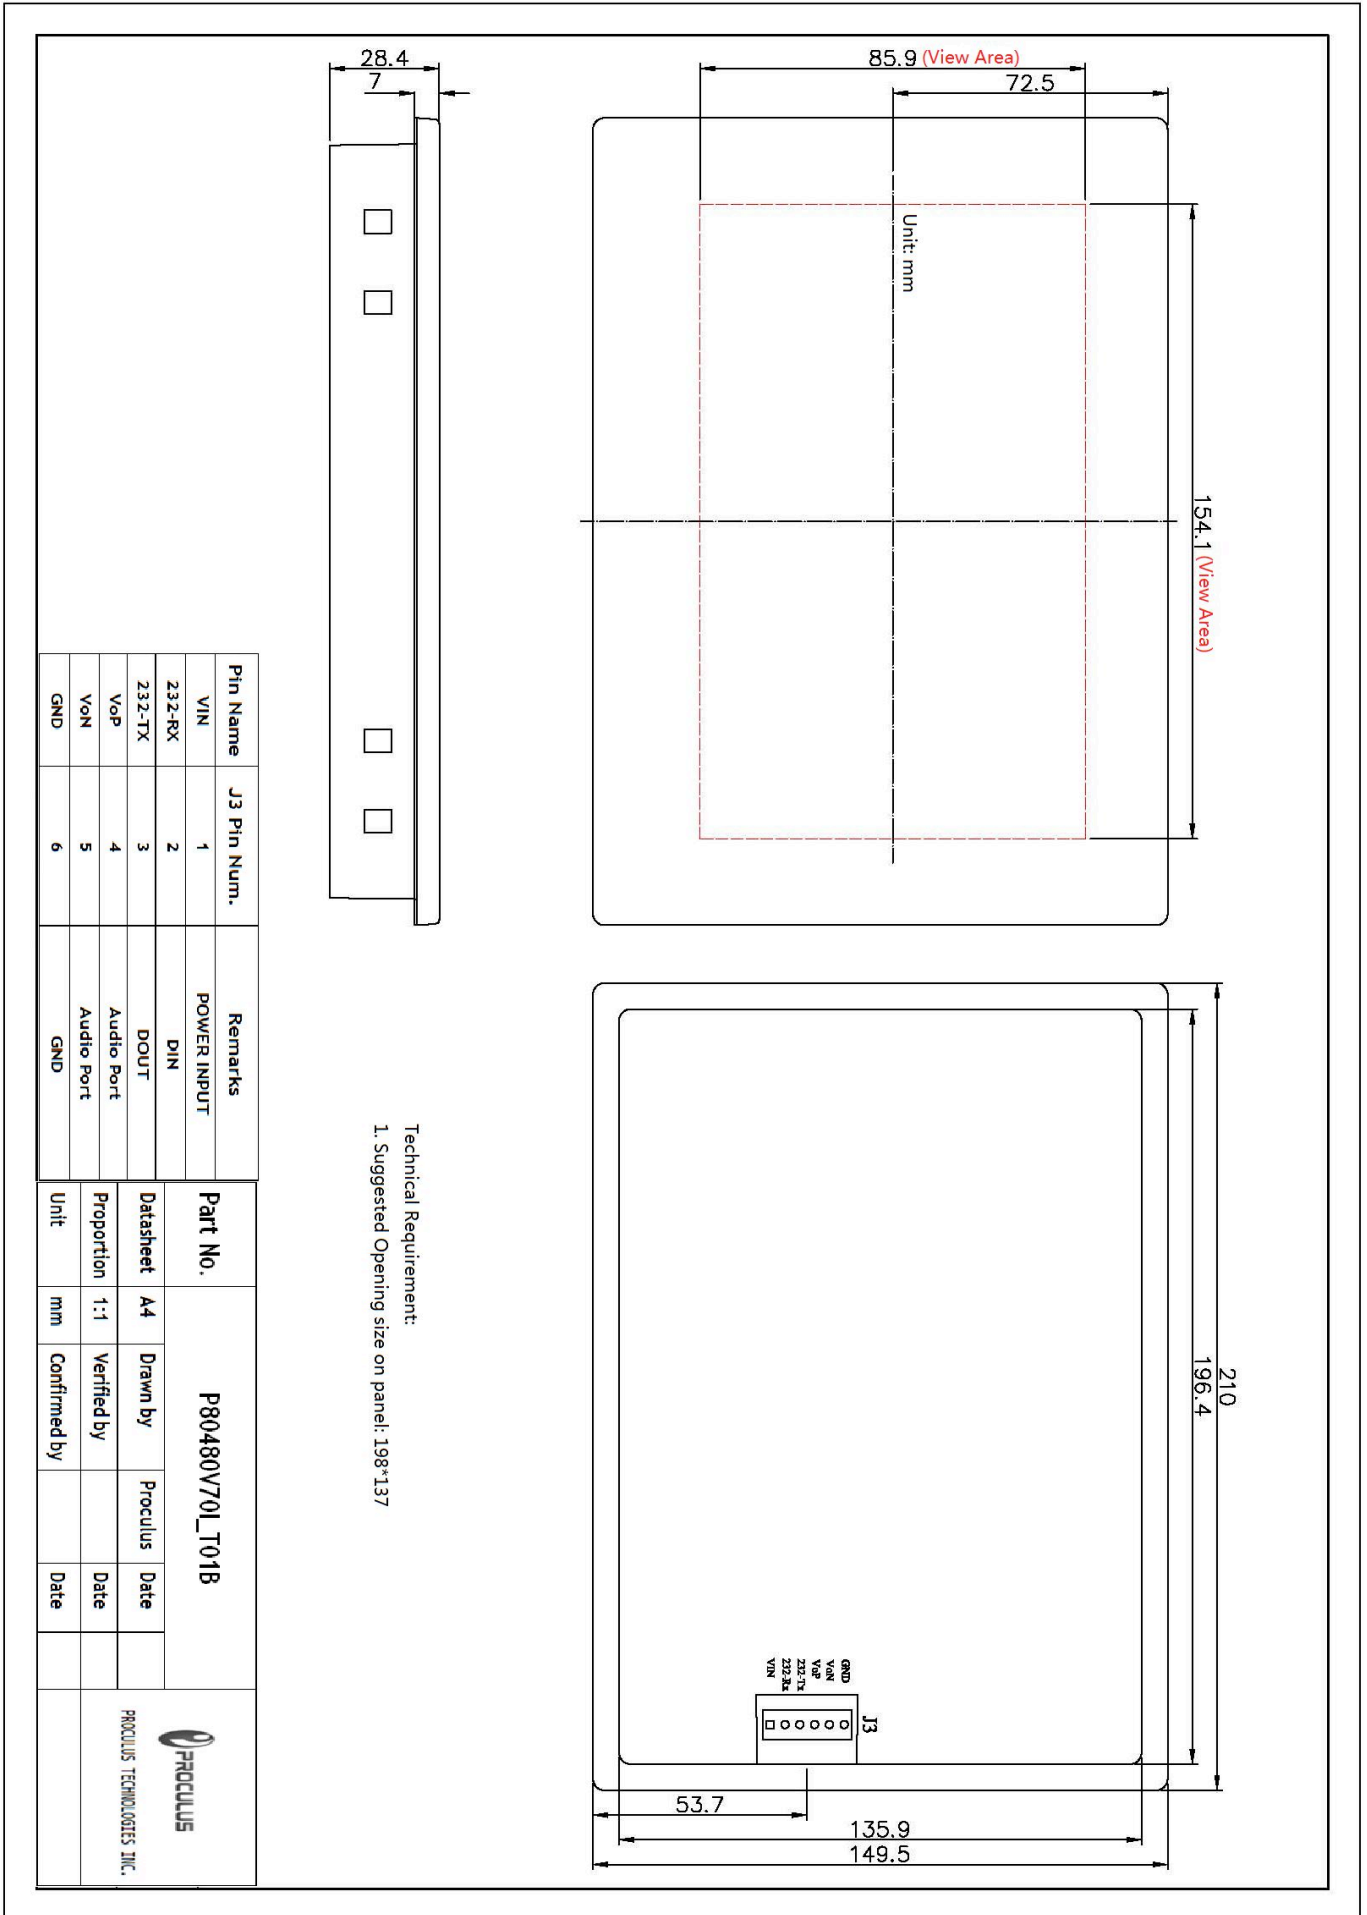 28.4
7
85.9 (View Area)
72.5
Unit: mm
154.1 (View Area)
210
196.4
GND
VoN
VoP
232-Tx
232-Rx
VIN
J3
53.7
135.9
149.5
Technical Requirement:
1. Suggested Opening size on panel: 198*137
Pin Name J3 Pin Num. Remarks
VIN 1 POWER INPUT
232-RX 2 DIN
232-TX 3 DOUT
VoP 4 Audio Port
VoN 5 Audio Port
GND 6 GND
Part No. P80480V70I_T01B
Datasheet A4 Drawn by Proculus Date
Proportion 1:1 Verified by Date
Unit mm Confirmed by Date
PROCULUS
PROCULUS TECHNOLOGIES INC.